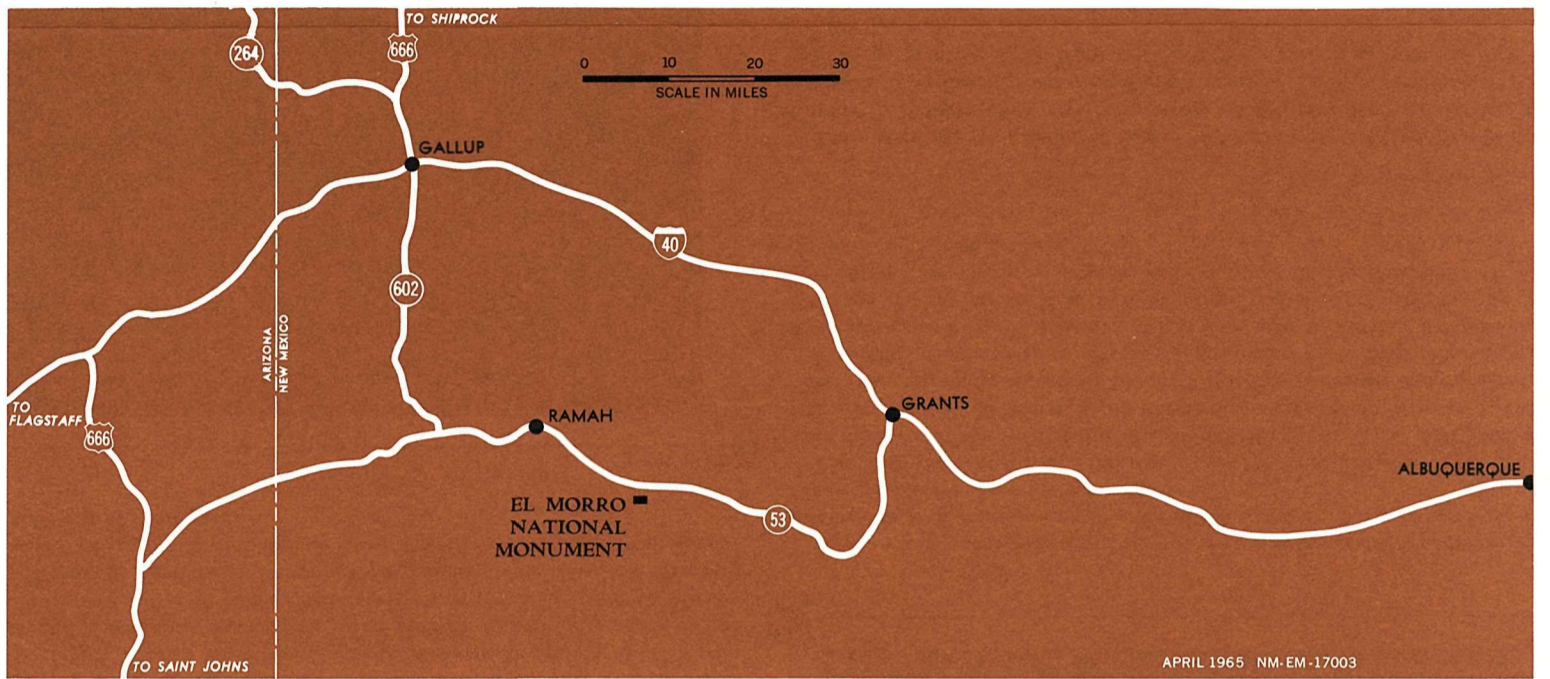 TO SHIPROCK
264
666
0 10 20 30
SCALE IN MILES
GALLUP
40
602
ARIZONA
NEW MEXICO
TO
FLAGSTAFF
666
RAMAH
GRANTS
ALBUQUERQUE
EL MORRO
NATIONAL
MONUMENT
53
TO SAINT JOHNS
APRIL 1965 NM-EM-17003